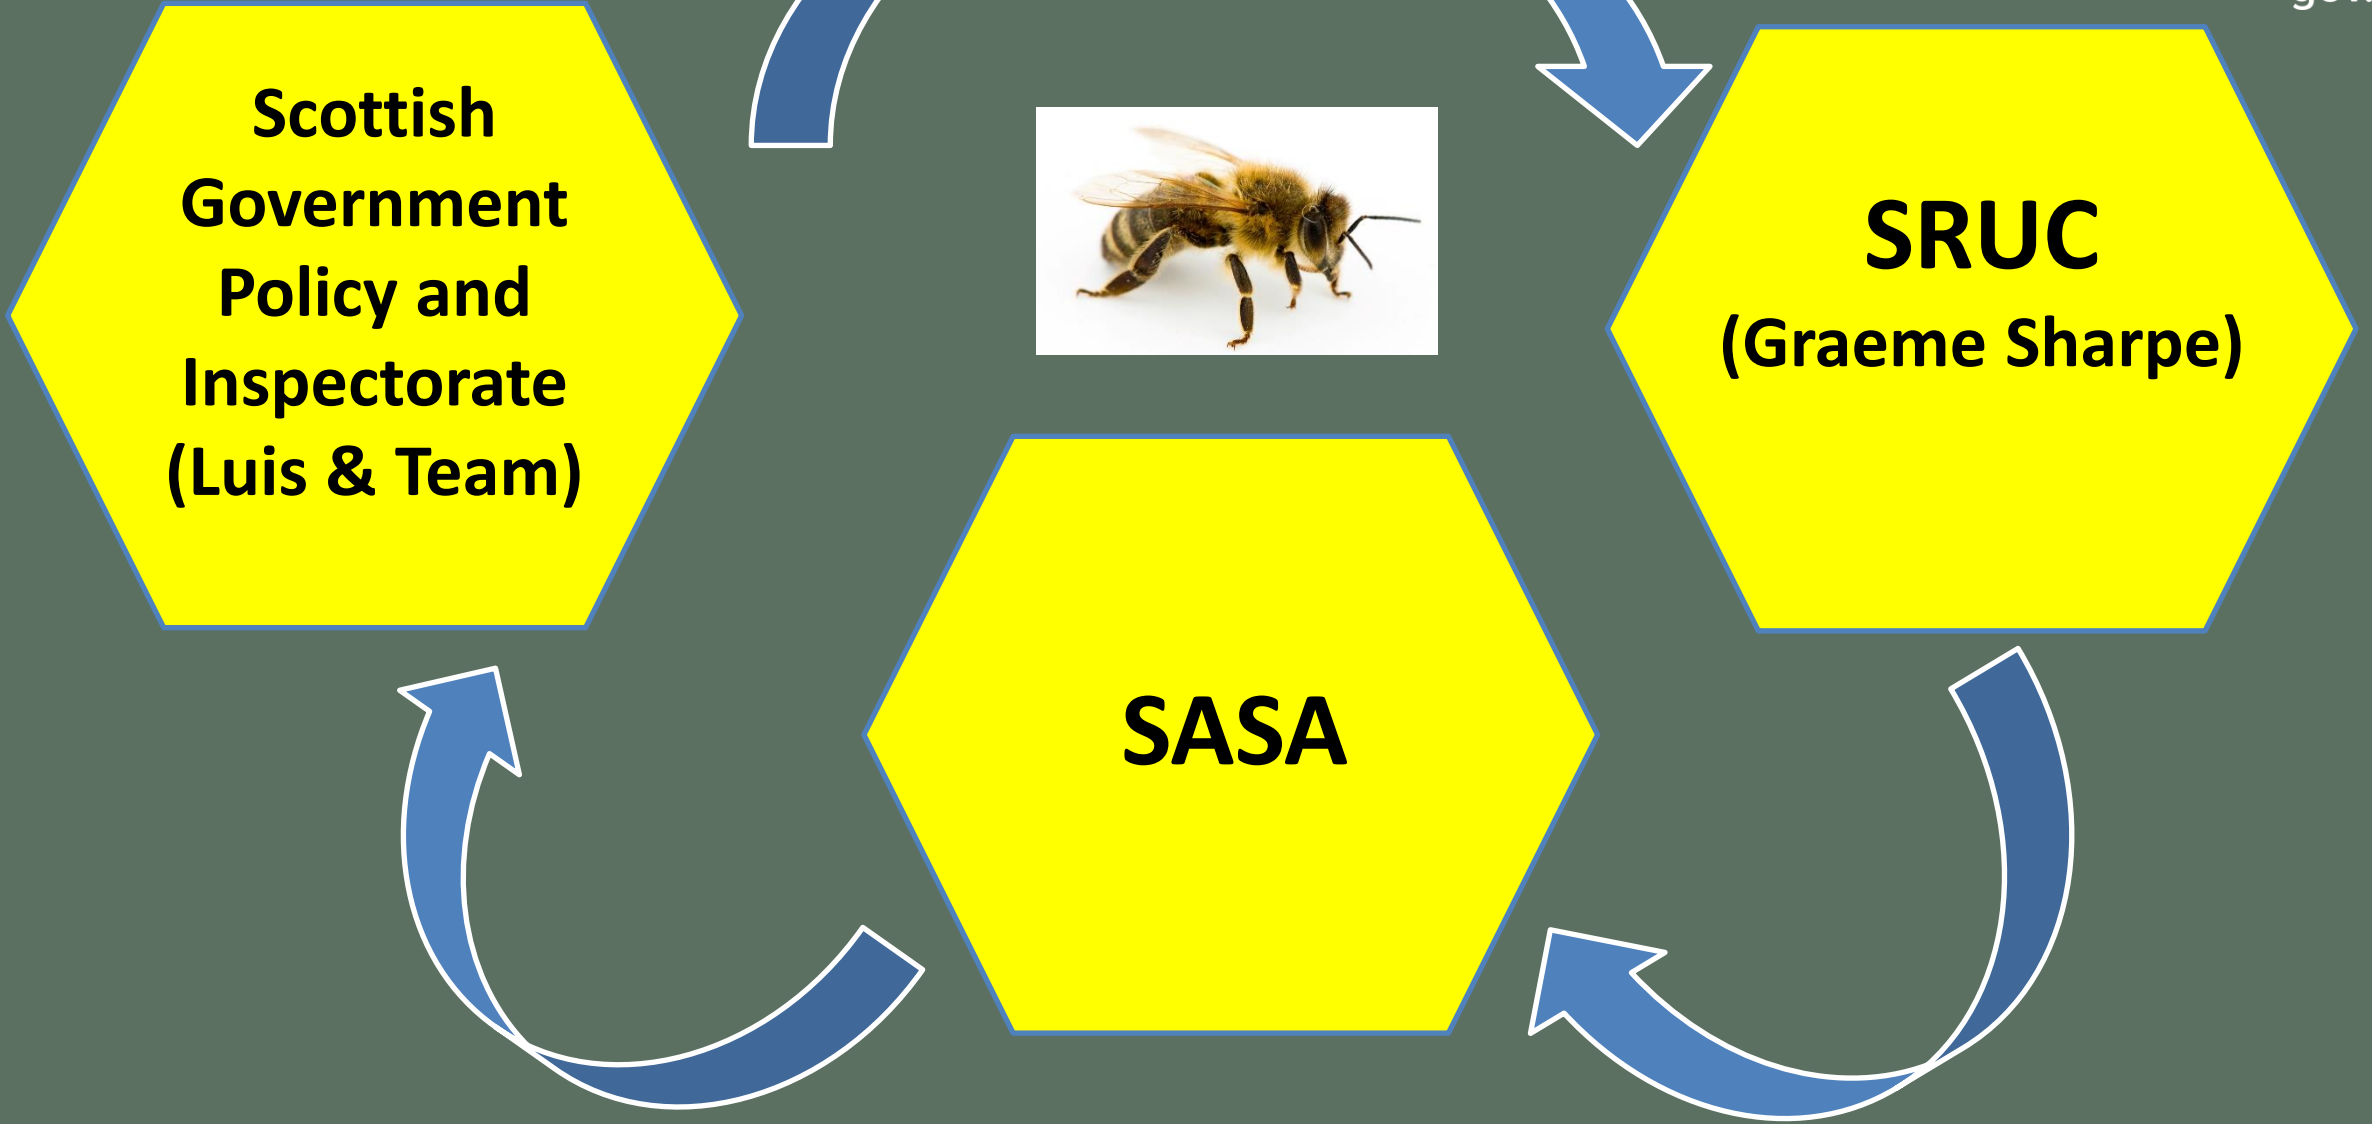 Scottish
Government
Policy and
Inspectorate
(Luis & Team)
SRUC
(Graeme Sharpe)
SASA